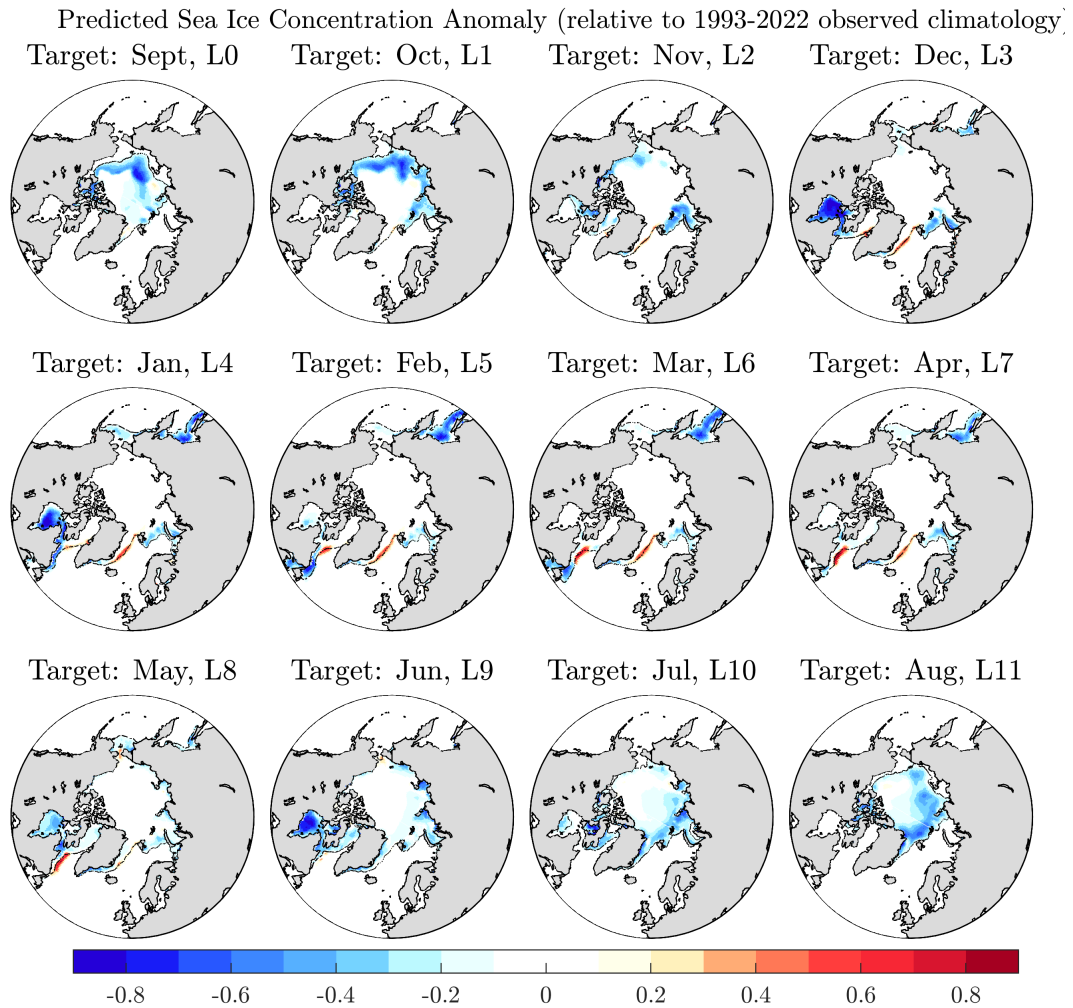 Predicted Sea Ice Concentration Anomaly (relative to 1993-2022 observed climatology)
Target: Sept, L0
Target: Oct, L1
Target: Nov, L2
Target: Dec, L3
Target: Jan, L4
Target: Feb, L5
Target: Mar, L6
Target: Apr, L7
Target: May, L8
Target: Jun, L9
Target: Jul, L10
Target: Aug, L11
-0.8 -0.6 -0.4 -0.2 0 0.2 0.4 0.6 0.8